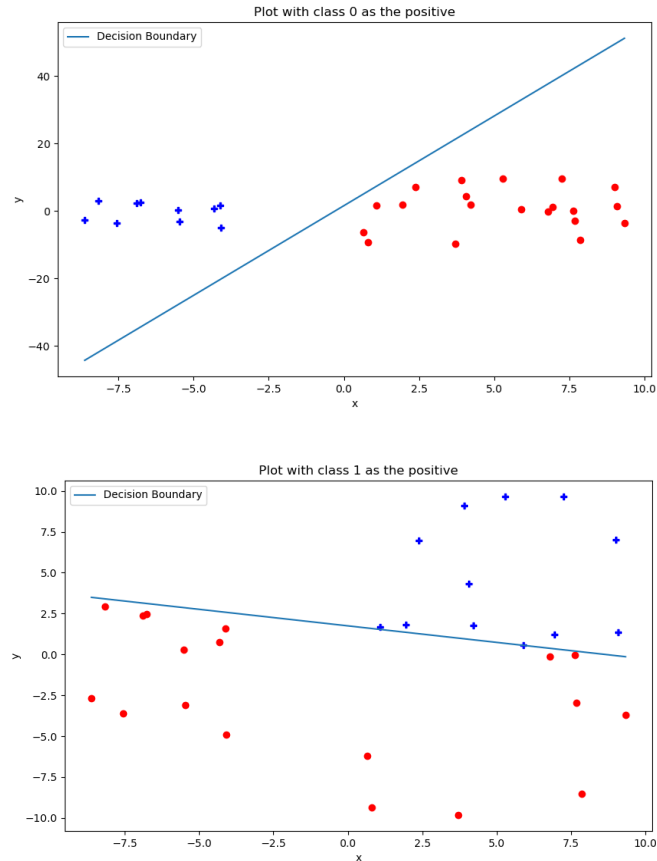 Plot with class 0 as the positive
Decision Boundary
40
20
0
−20
−40
y
−7.5 −5.0 −2.5 0.0 2.5 5.0 7.5 10.0
x
Plot with class 1 as the positive
Decision Boundary
10.0
7.5
5.0
2.5
0.0
−2.5
−5.0
−7.5
−10.0
y
−7.5 −5.0 −2.5 0.0 2.5 5.0 7.5 10.0
x